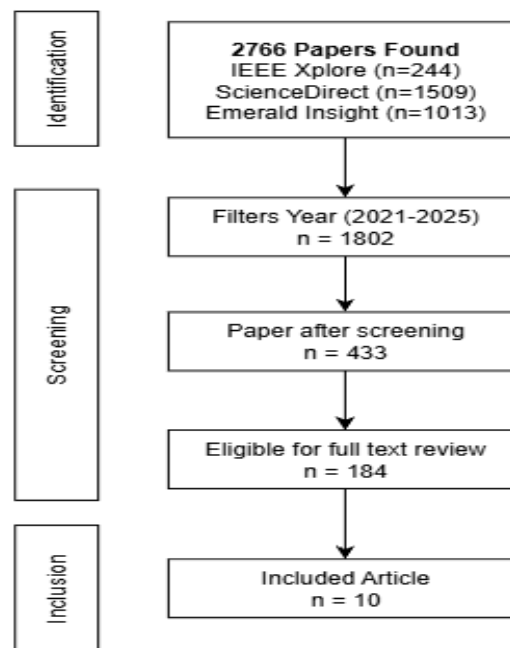 Identification
2766 Papers Found
IEEE Xplore (n=244)
ScienceDirect (n=1509)
Emerald Insight (n=1013)
Screening
Filters Year (2021-2025)
n = 1802
Paper after screening
n = 433
Eligible for full text review
n = 184
Inclusion
Included Article
n = 10